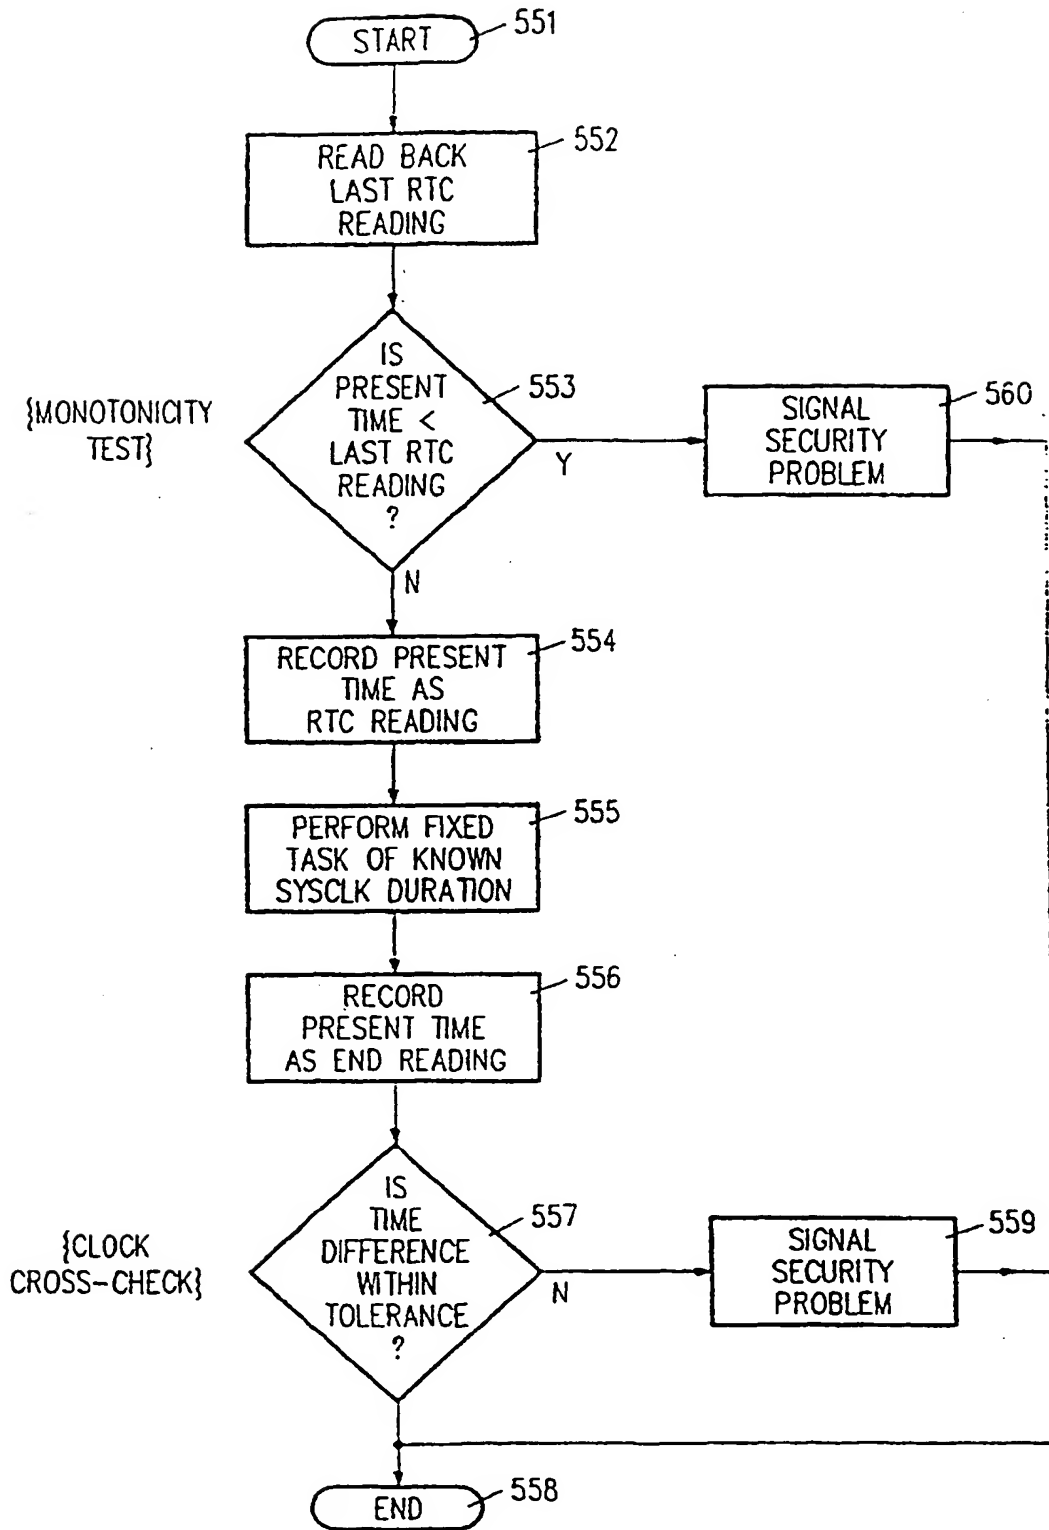 START
551
READ BACK
LAST RTC
READING
552
IS
PRESENT
TIME <
LAST RTC
READING
?
553
{MONOTONICITY
TEST}
Y
SIGNAL
SECURITY
PROBLEM
560
N
RECORD PRESENT
TIME AS
RTC READING
554
PERFORM FIXED
TASK OF KNOWN
SYSCLK DURATION
555
RECORD
PRESENT TIME
AS END READING
556
IS
TIME
DIFFERENCE
WITHIN
TOLERANCE
?
557
{CLOCK
CROSS-CHECK}
N
SIGNAL
SECURITY
PROBLEM
559
END
558